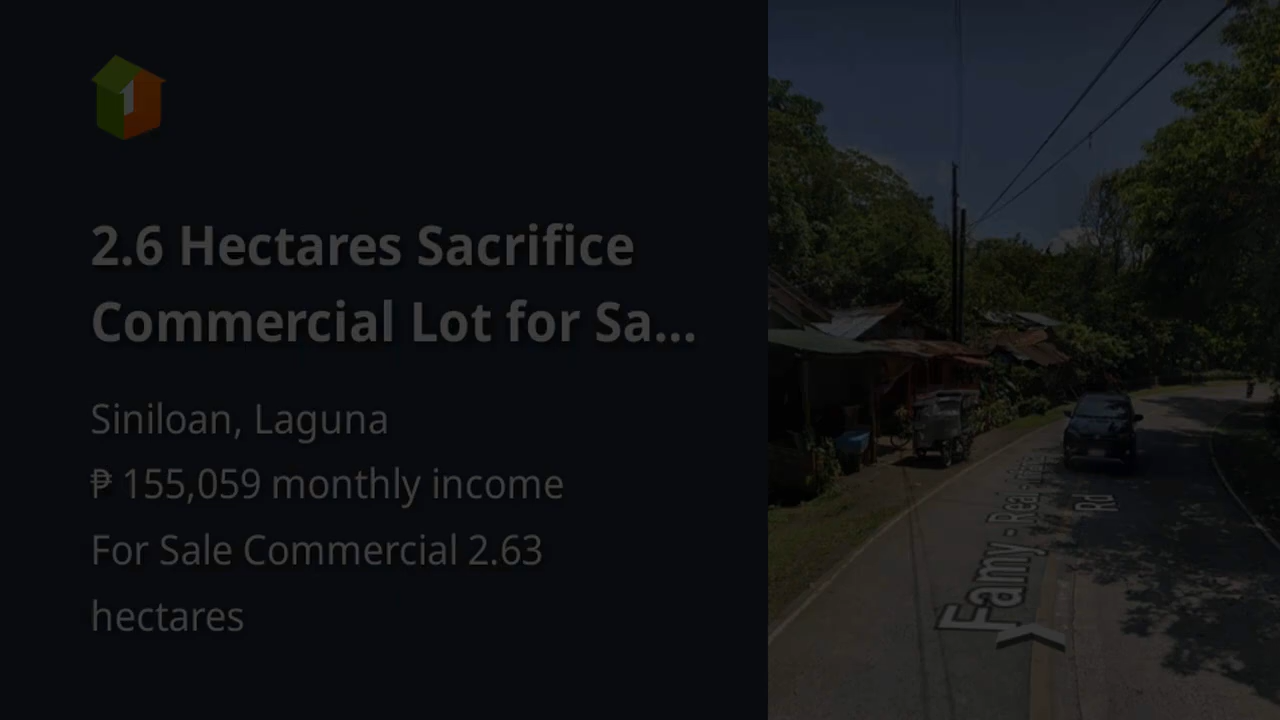 2.6 Hectares Sacrifice
Commercial Lot for Sa...
Siniloan, Laguna
₱ 155,059 monthly income
For Sale Commercial 2.63
hectares
Famy - Real - 
Rd